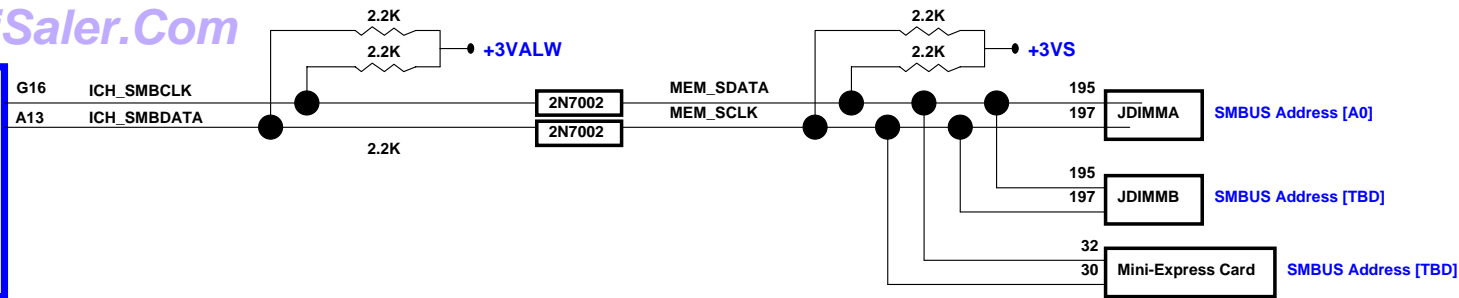 2.2K
2.2K
iSaler.Com
2.2K
+3VALW
2.2K
+3VS
G16 ICH_SMBCLK
2N7002
MEM_SDATA
195
A13 ICH_SMBDATA
2N7002
MEM_SCLK
197
JDIMMA
SMBUS Address [A0]
2.2K
195
197
JDIMMB
SMBUS Address [TBD]
32
30
Mini-Express Card
SMBUS Address [TBD]